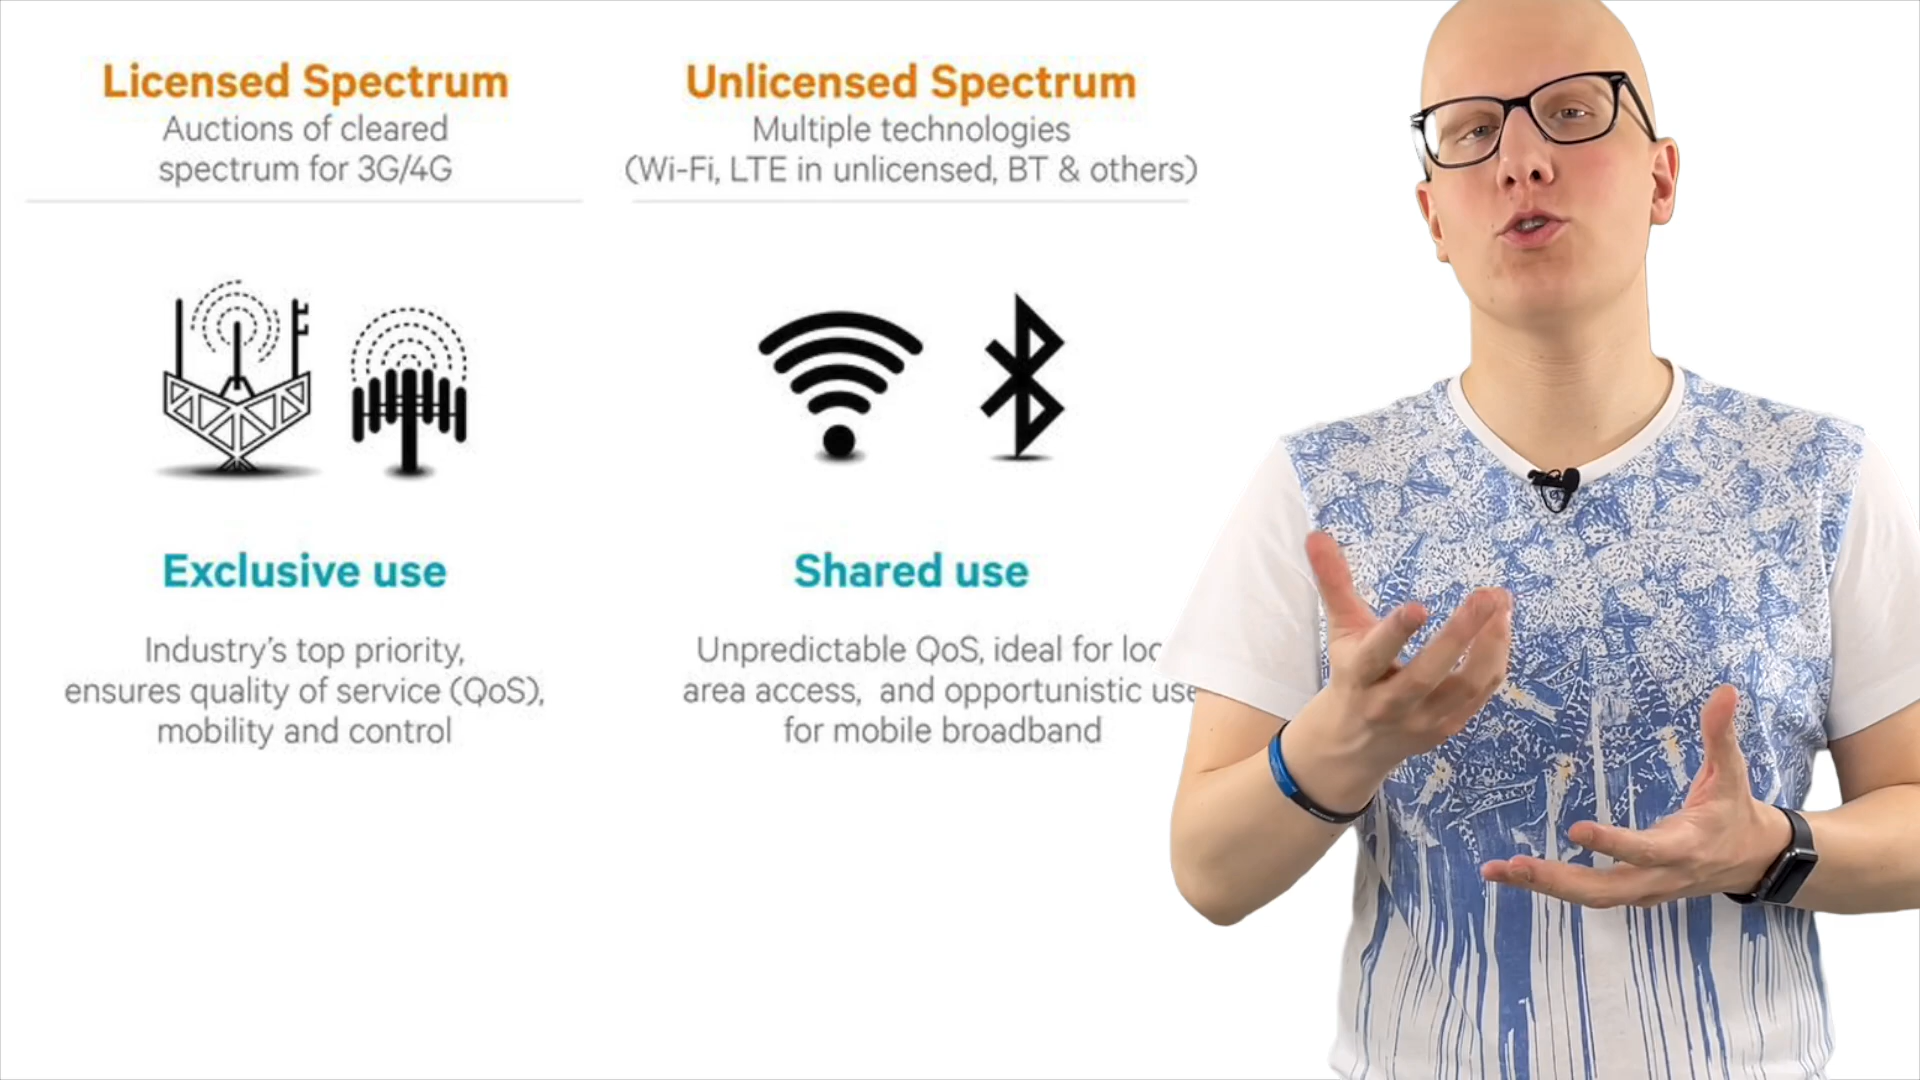 Licensed Spectrum
Auctions of cleared
spectrum for 3G/4G
Exclusive use
Industry's top priority,
ensures quality of service (QoS),
mobility and control
Unlicensed Spectrum
Multiple technologies
(Wi-Fi, LTE in unlicensed, BT & others)
Shared use
Unpredictable QoS, ideal for
area access, and opportunistic use
for mobile broadband